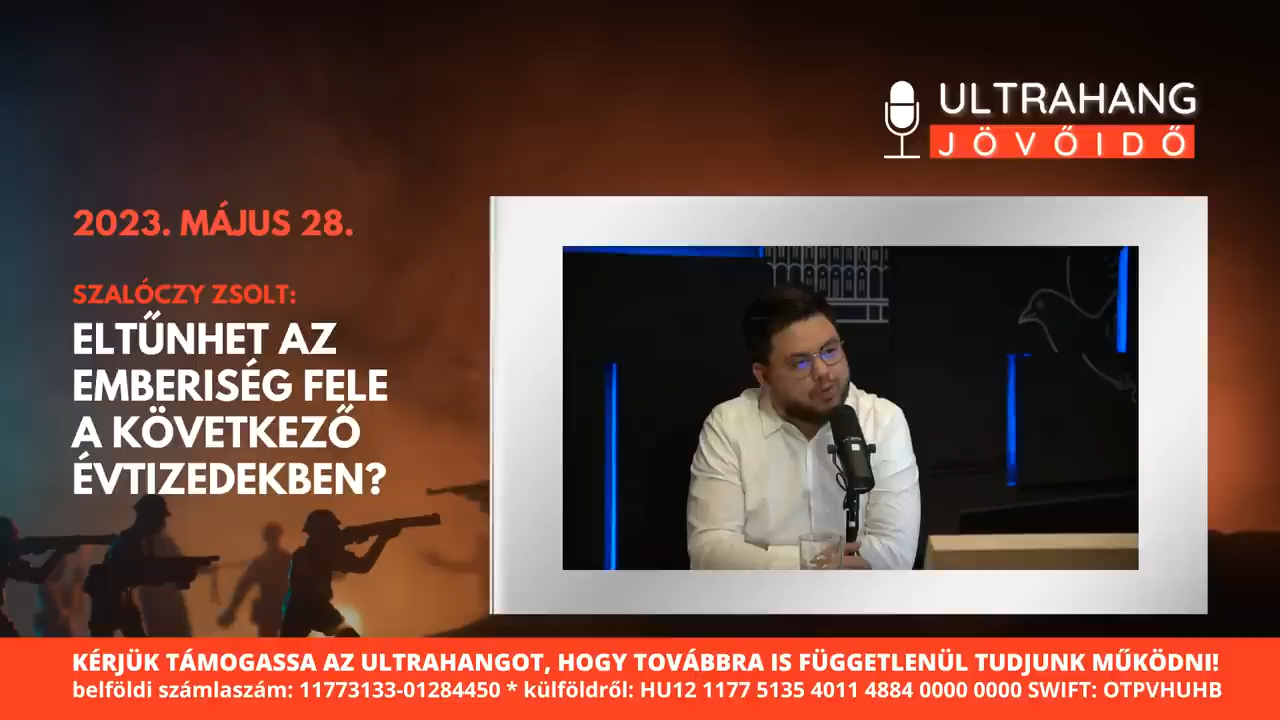 ULTRAHANG
JÖVŐIDŐ
2023. MÁJUS 28.
SZALÓCZY ZSOLT:
ELTŰNHET AZ
EMBERISÉG FELE
A KÖVETKEZŐ
ÉVTIZEDEKBEN?
KÉRJÜK TÁMOGASSA AZ ULTRAHANGOT, HOGY TOVÁBBRA IS FÜGGETLENÜL TUDJUNK MŰKÖDNI!
belföldi számlaszám: 11773133-01284450 * külföldről: HU12 1177 5135 4011 4884 0000 0000 SWIFT: OTPVHUHB